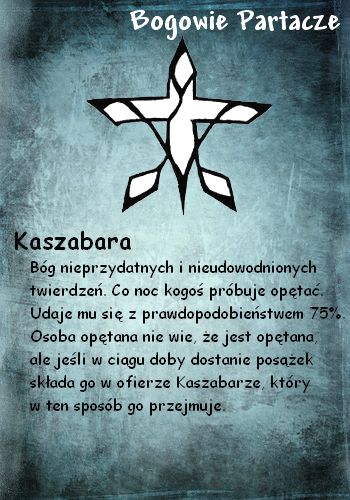 Bogowie Partacze
Kaszabara
Bóg nieprzydatnych i nieudowodnionych
twierdzeń. Co noc kogoś próbuje opętać.
Udaje mu się z prawdopodobieństwem 75%.
Osoba opętana nie wie, że jest opętana,
ale jeśli w ciągu doby dostanie posążek
składa go w ofierze Kaszabarze, który
w ten sposób go przejmuje.